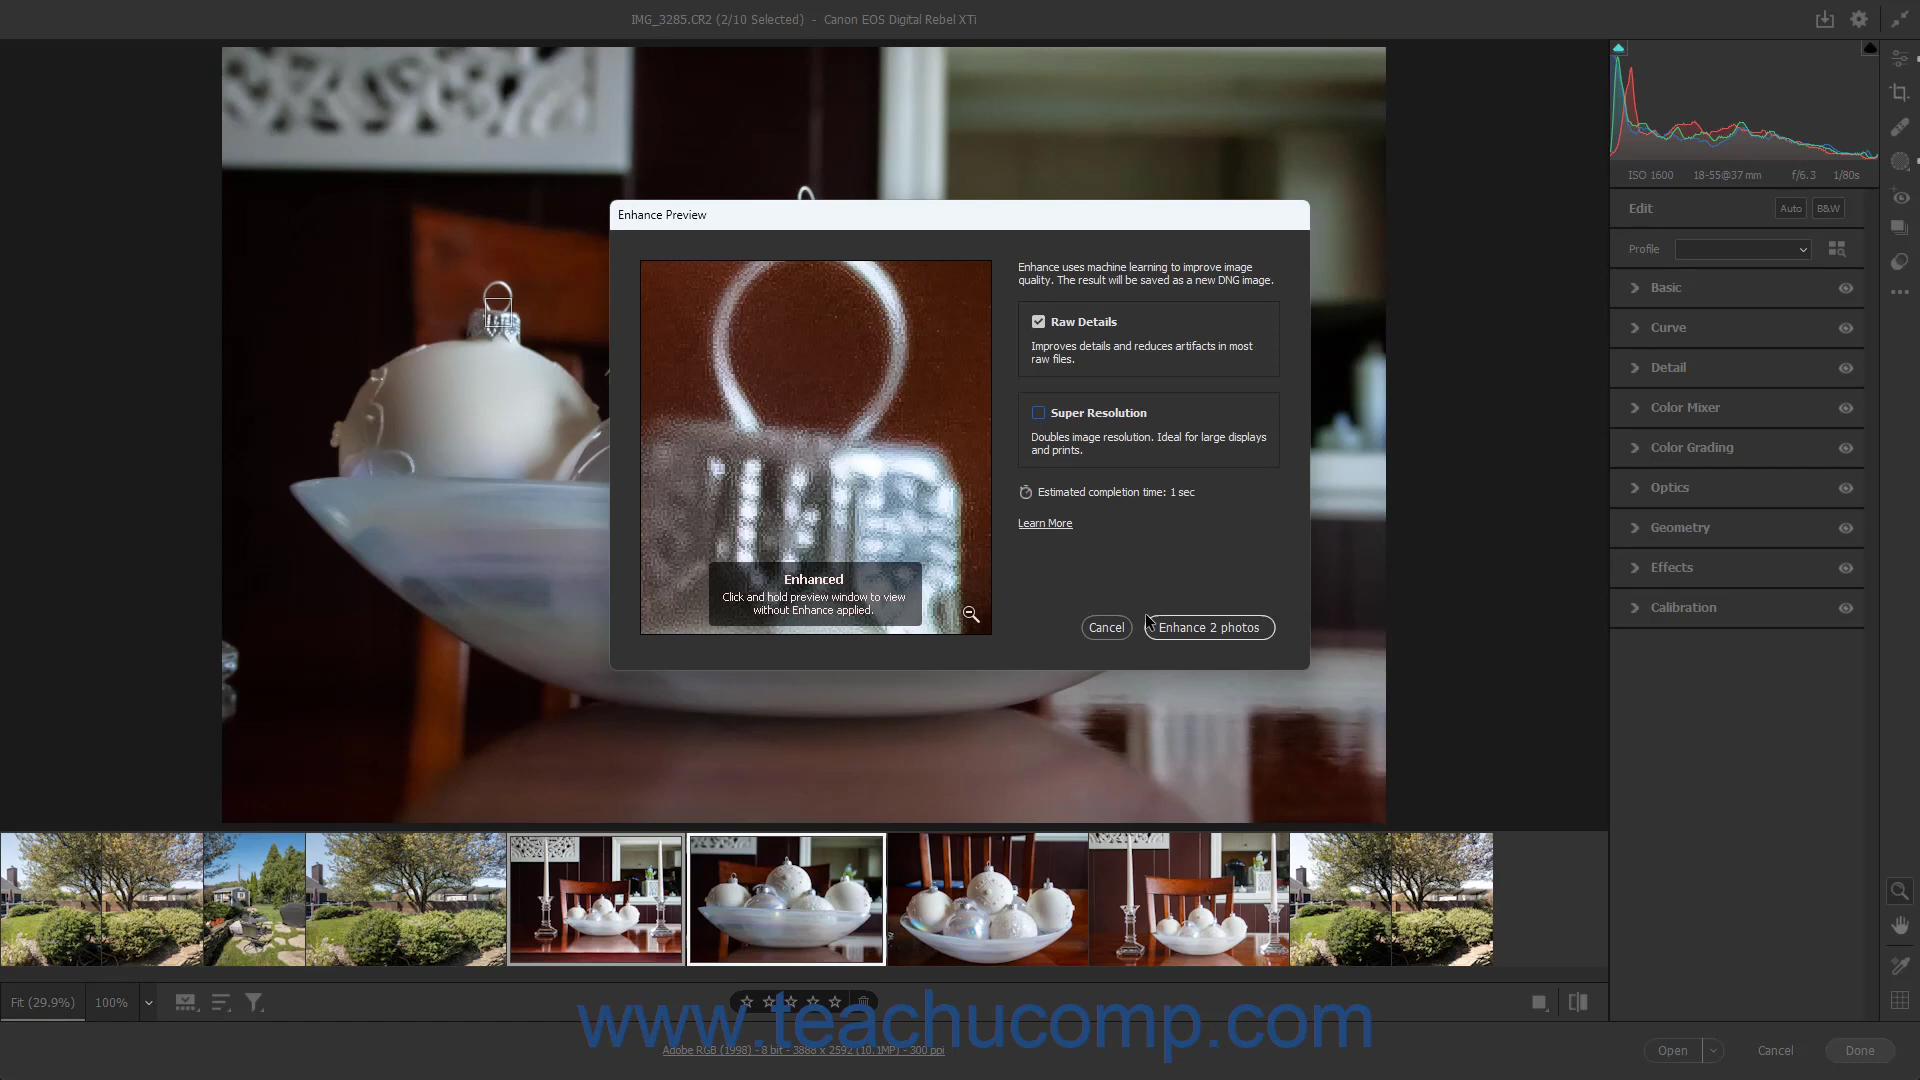 IMG_3285.CR2 (2/10 Selected) - Canon EOS Digital Rebel XTi
ISO 1600 18-55@37 mm f/6.3 1/80s
Edit Auto B&W
Profile
Basic
Curve
Detail
Color Mixer
Color Grading
Optics
Geometry
Effects
Calibration
Enhance Preview
Enhance uses machine learning to improve image
quality. The result will be saved as a new DNG image.
Raw Details
Improves details and reduces artifacts in most
raw files.
Super Resolution
Doubles image resolution. Ideal for large displays
and prints.
Estimated completion time: 1 sec
Learn More
Enhanced
Click and hold preview window to view
without Enhance applied.
Cancel Enhance 2 photos
Fit (29.9%) 100%
www.teachucomp.com
Adobe RGB (1998) - 8 bit - 3888 x 2592 (10.1MP) - 300 ppi
Open Cancel Done